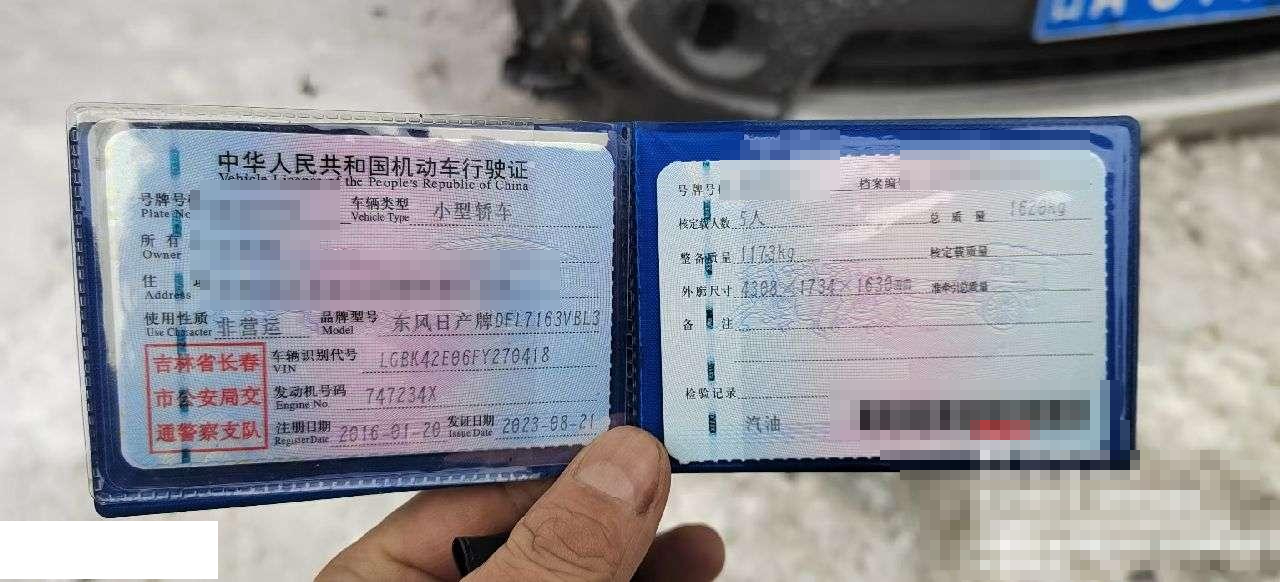 中华人民共和国机动车行驶证
Vehicle License of the People's Republic of China
号牌号
Plate No
车辆类型
Vehicle Type
小型轿车
所 有
Owner
住
Address
使用性质
Use Character
非营运
品牌型号
Model
东风日产牌DFL7163VBL3
吉林省长春
市公安局交
通警察支队
车辆识别代号
VIN
LGBK42E06FY270418
发动机号码
Engine No.
747234X
注册日期
Register Date
2016-01-20
发证日期
Issue Date
2023-08-21
号牌号
档案编
核定载人数 5人
总 质 量 1628kg
整备质量 1173kg
核定载质量
外廓尺寸 4308×1734×1630mm
准牵引总质量
备 注
检验记录
汽油